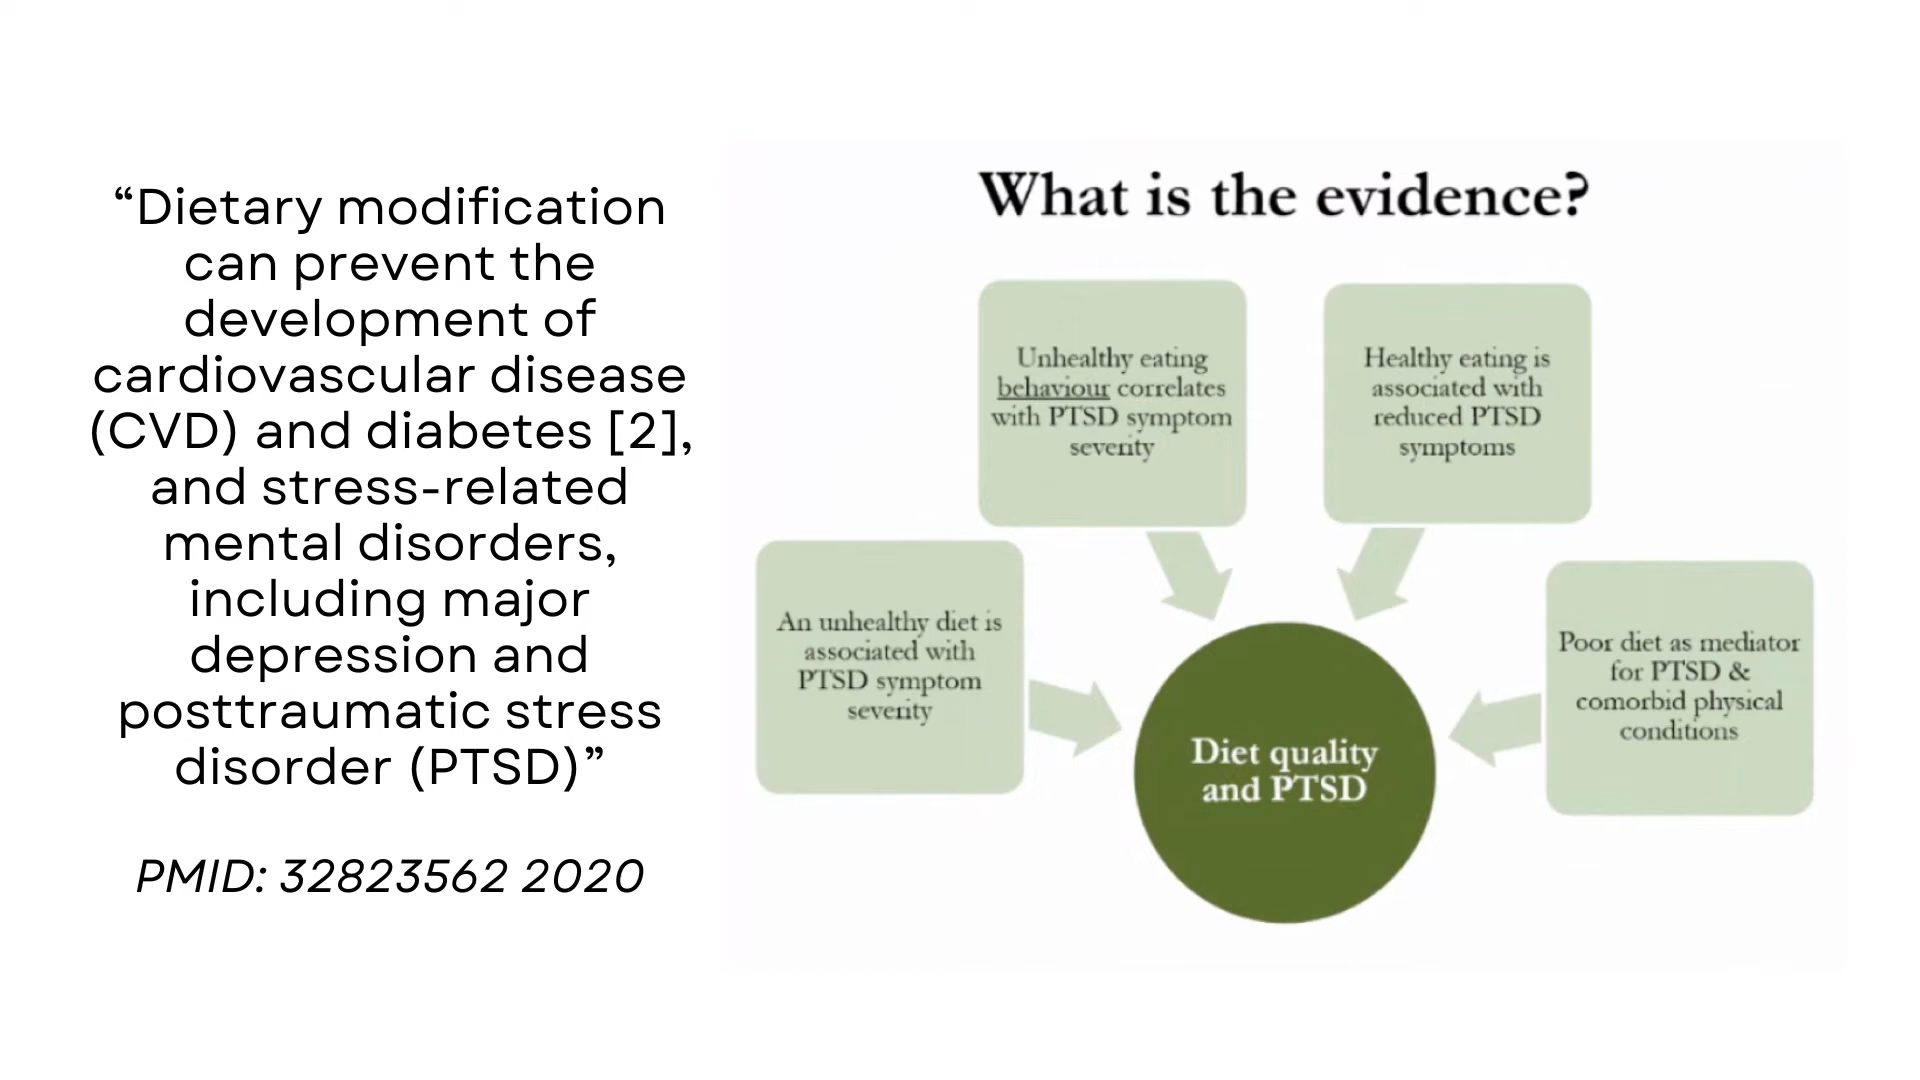 “Dietary modification
can prevent the
development of
cardiovascular disease
(CVD) and diabetes [2],
and stress-related
mental disorders,
including major
depression and
posttraumatic stress
disorder (PTSD)”
PMID: 32823562 2020
What is the evidence?
An unhealthy diet is
associated with
PTSD symptom
severity
Unhealthy eating
behaviour correlates
with PTSD symptom
severity
Healthy eating is
associated with
reduced PTSD
symptoms
Poor diet as mediator
for PTSD &
comorbid physical
conditions
Diet quality
and PTSD